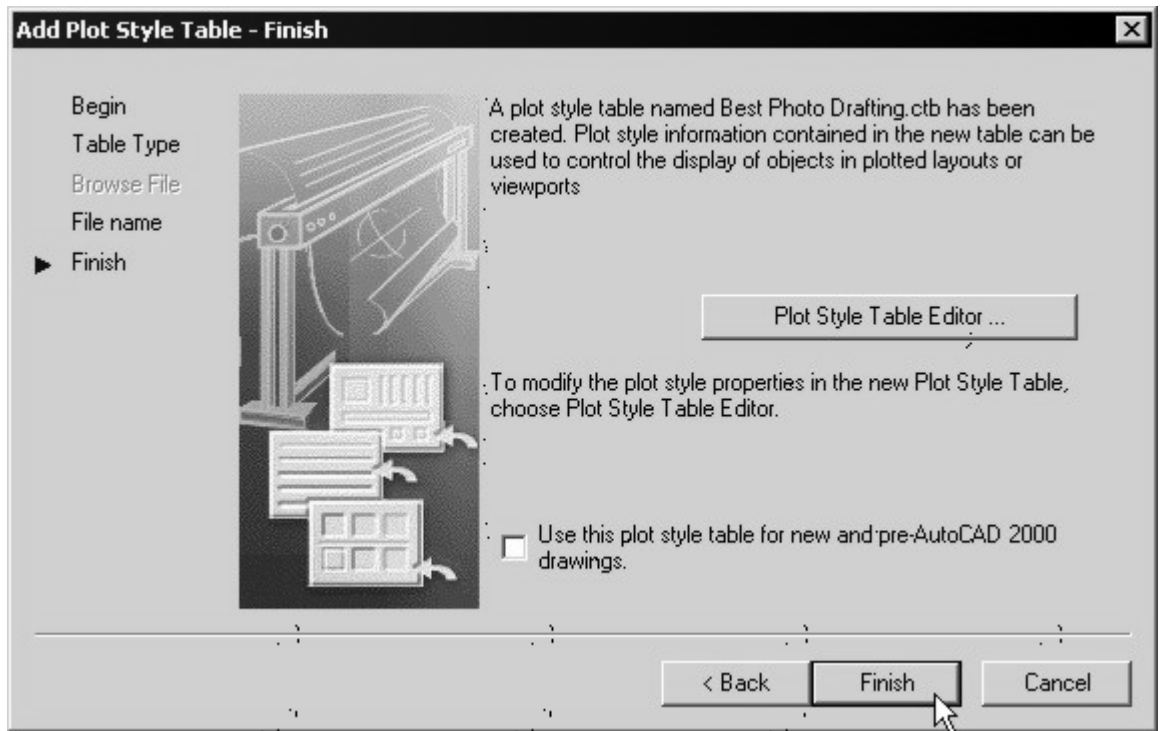 Add Plot Style Table - Finish
Begin
Table Type
Browse File
File name
Finish
A plot style table named Best Photo Drafting.ctb has been
created. Plot style information contained in the new table can be
used to control the display of objects in plotted layouts or
viewports
Plot Style Table Editor ...
To modify the plot style properties in the new Plot Style Table,
choose Plot Style Table Editor.
Use this plot style table for new and pre-AutoCAD 2000
drawings.
< Back
Finish
Cancel